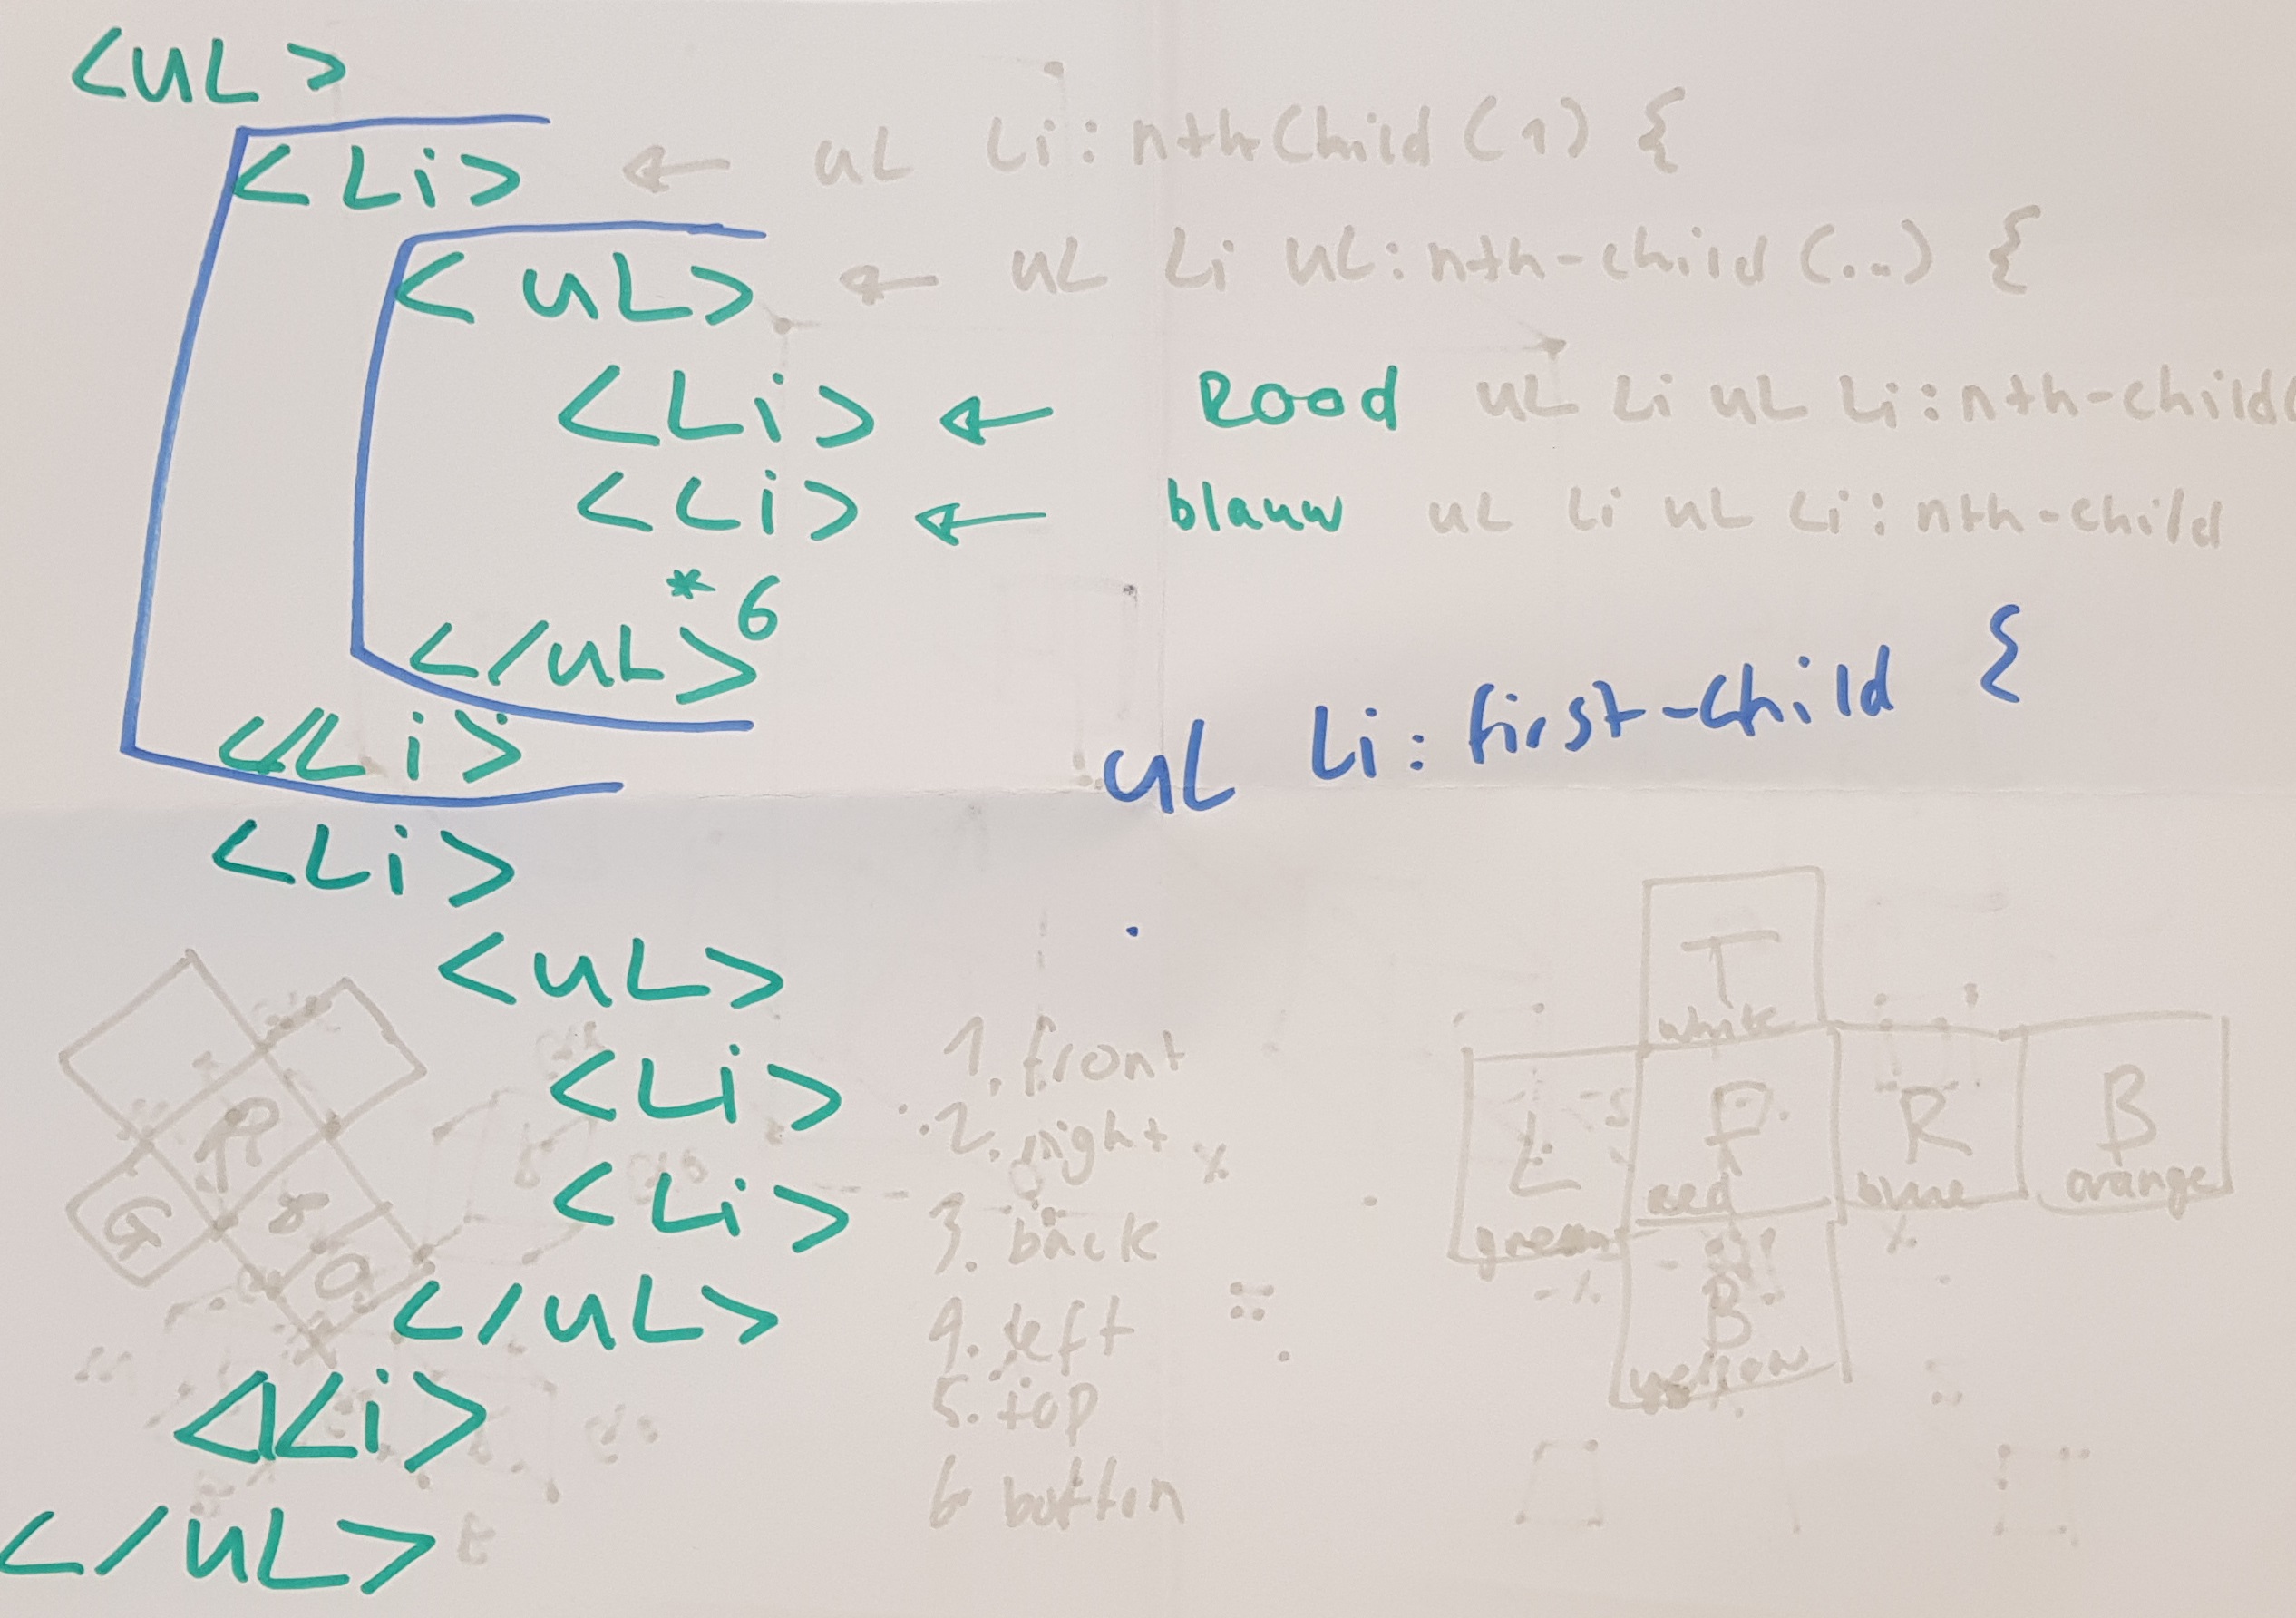 <uL>
<Li> ← uL Li:nthChild(1) {
<uL> ← uL Li uL:nth-child(...) {
<Li> ← Rood uL Li uL Li:nth-child(
<Li> ← blauw uL Li uL Li:nth-child
*6
</uL>
uL Li:first-child {
</Li>
<Li>
<uL>
<Li>
<Li>
</uL>
</Li>
</uL>
1. front
2. right
3. back
4. left
5. top
6 bottom
T
white
L
green
F
red
R
blue
B
orange
B
yellow
R
G
8
O